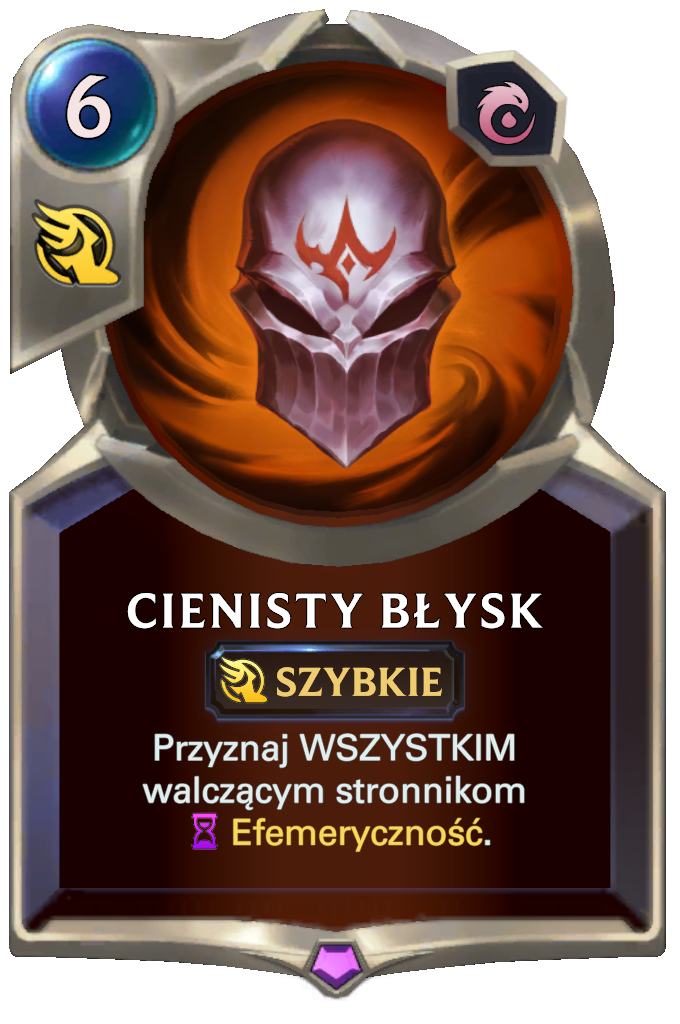 6
CIENISTY BŁYSK
SZYBKIE
Przyznaj WSZYSTKIM
walczącym stronnikom
Efemeryczność.